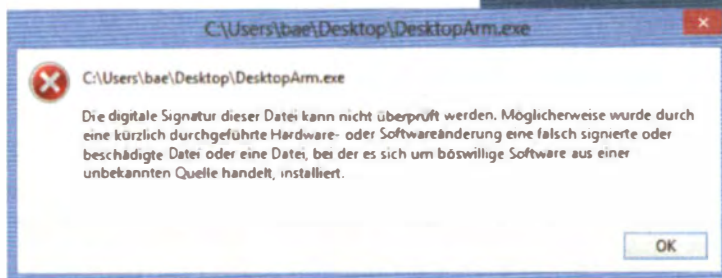 C:\Users\bae\Desktop\DesktopArm.exe
C:\Users\bae\Desktop\DesktopArm.exe
Die digitale Signatur dieser Datei kann nicht überprüft werden. Möglicherweise wurde durch
eine kürzlich durchgeführte Hardware- oder Softwareänderung eine falsch signierte oder
beschädigte Datei oder eine Datei, bei der es sich um böswillige Software aus einer
unbekannten Quelle handelt, installiert.
OK